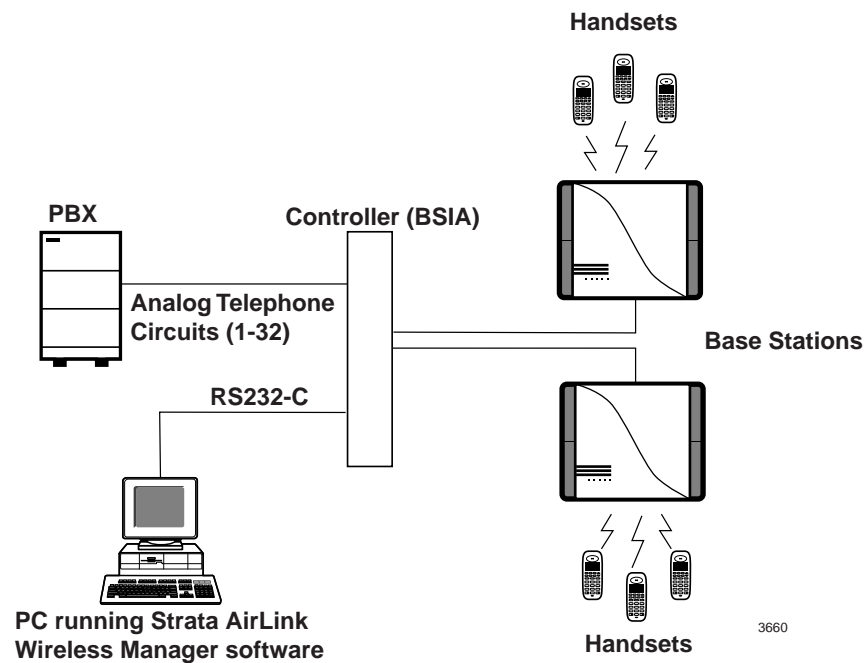 Handsets
PBX
Controller (BSIA)
Analog Telephone
Circuits (1-32)
Base Stations
RS232-C
PC running Strata AirLink
Wireless Manager software
Handsets
3660